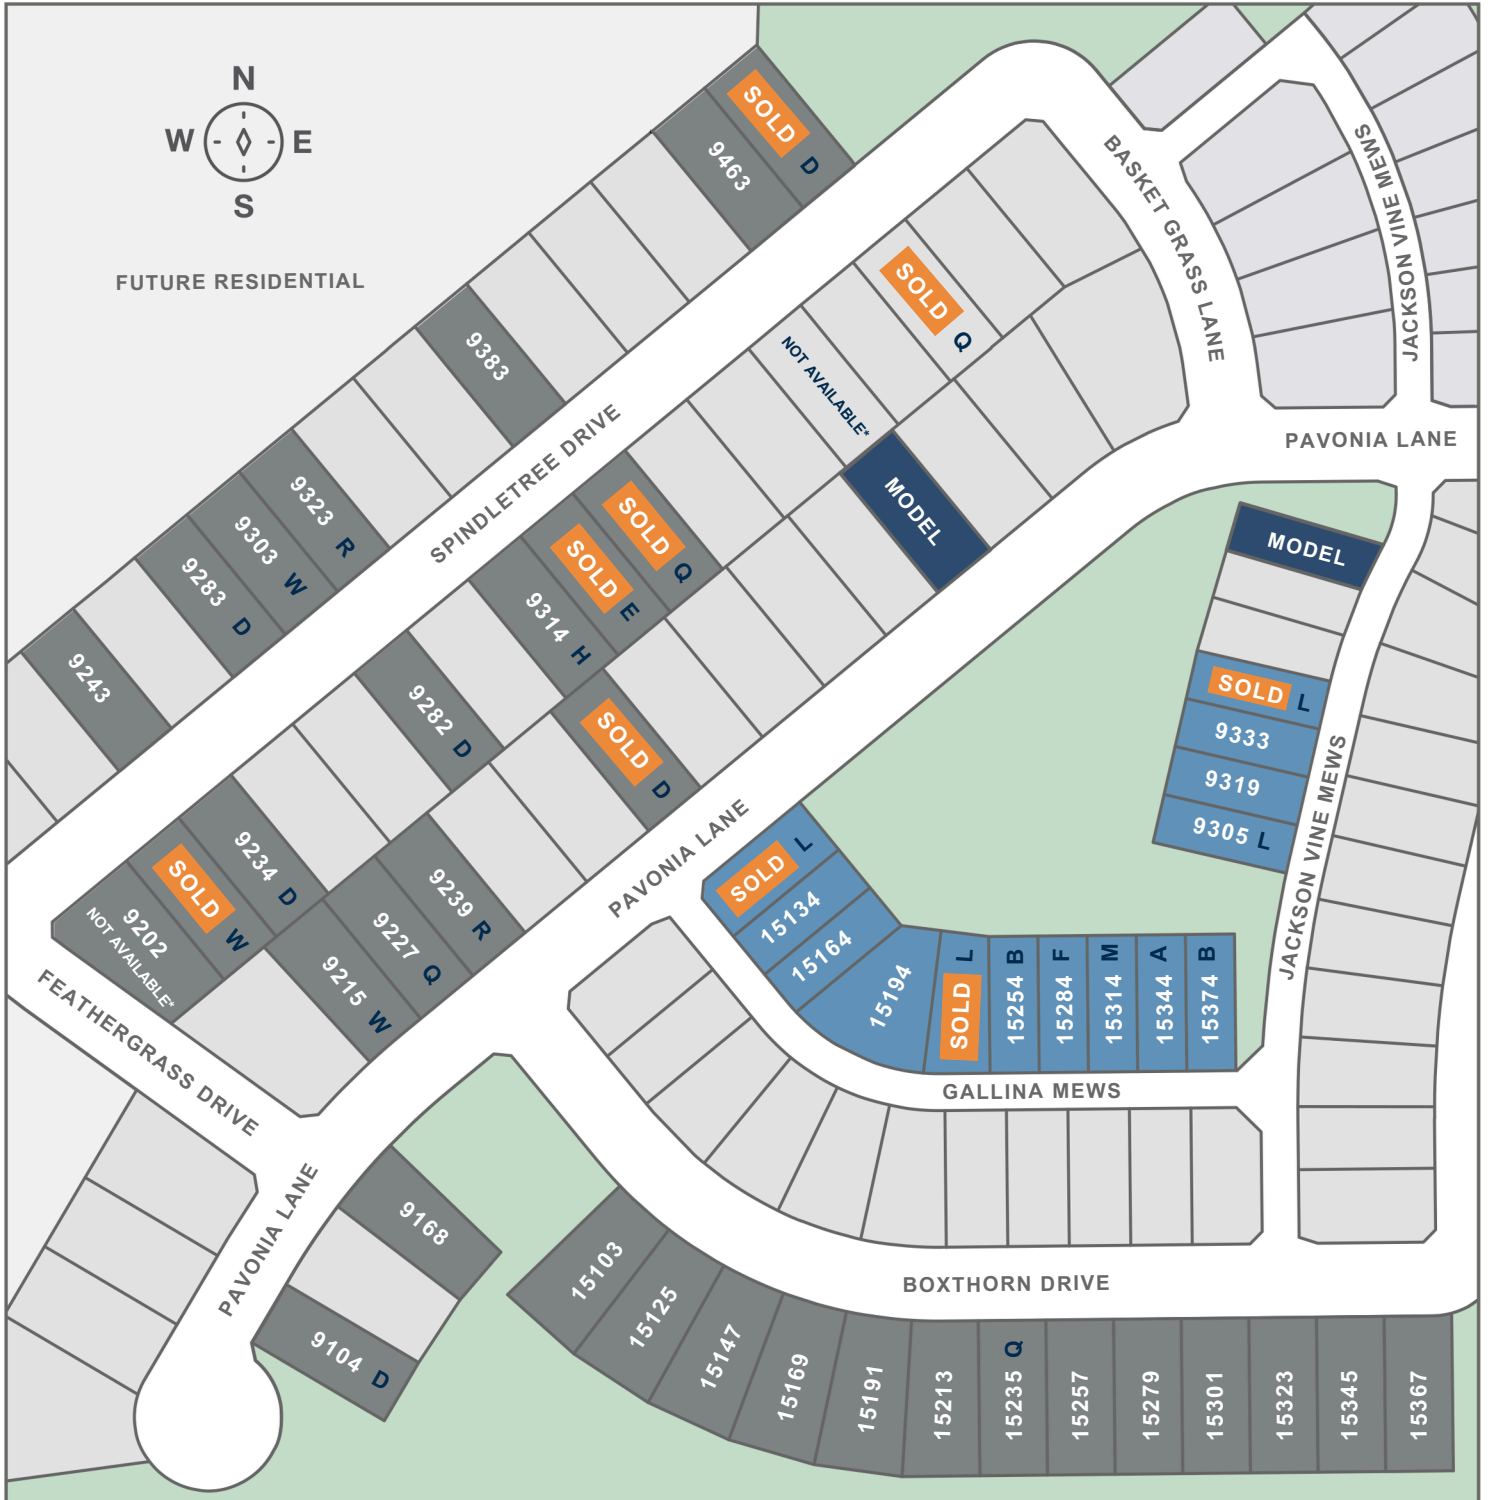 N
W E
S
FUTURE RESIDENTIAL
SOLD D
9463
9383
9323 R
9303 W
9283 D
9243
SPINDLETREE DRIVE
BASKET GRASS LANE
JACKSON VINE MEWS
PAVONIA LANE
SOLD Q
NOT AVAILABLE*
MODEL
SOLD Q
SOLD E
9314 H
9282 D
SOLD D
9234 D
SOLD W
9202
NOT AVAILABLE*
9239 R
9227 Q
9215 W
FEATHERGRASS DRIVE
PAVONIA LANE
MODEL
SOLD L
9333
9319
9305 L
JACKSON VINE MEWS
SOLD L
15134
15164
15194
SOLD L
15254 B
15284 F
15314 M
15344 A
15374 B
GALLINA MEWS
PAVONIA LANE
9168
9104 D
BOXTHORN DRIVE
15103
15125
15147
15169
15191
15213
15235 Q
15257
15279
15301
15323
15345
15367